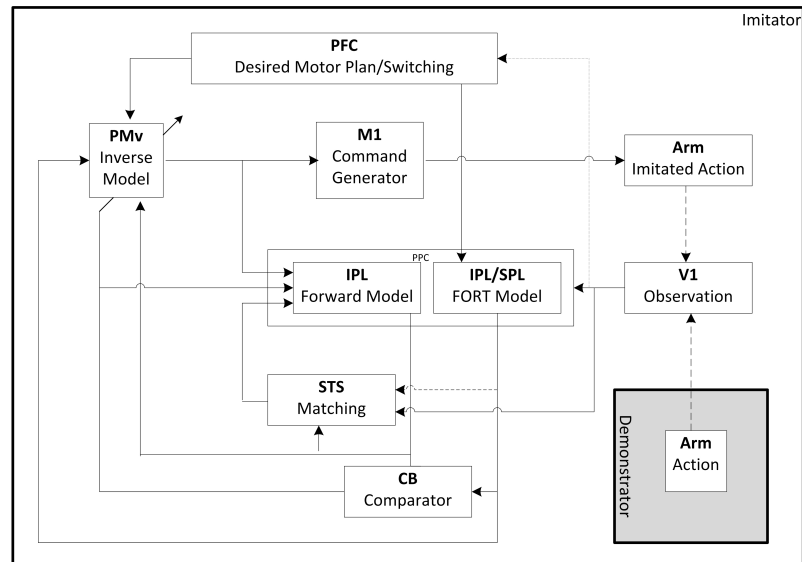 Imitator
PFC
Desired Motor Plan/Switching
PMv
Inverse
Model
M1
Command
Generator
Arm
Imitated Action
PPC
IPL
Forward Model
IPL/SPL
FORT Model
V1
Observation
STS
Matching
Demonstrator
Arm
Action
CB
Comparator